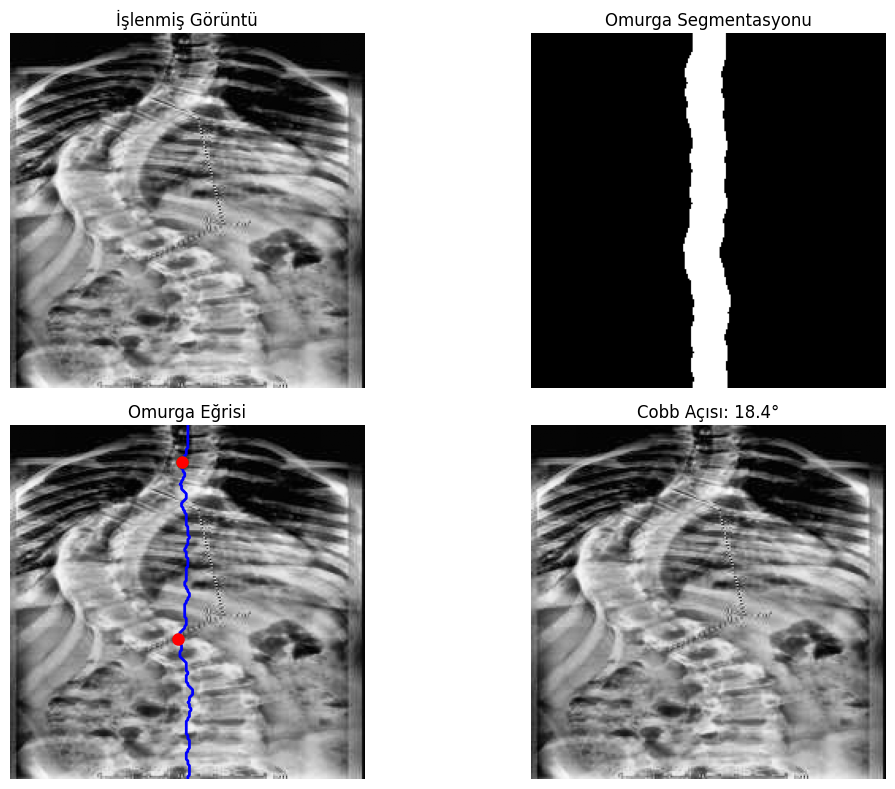 İşlenmiş Görüntü
Omurga Segmentasyonu
Omurga Eğrisi
Cobb Açısı: 18.4°